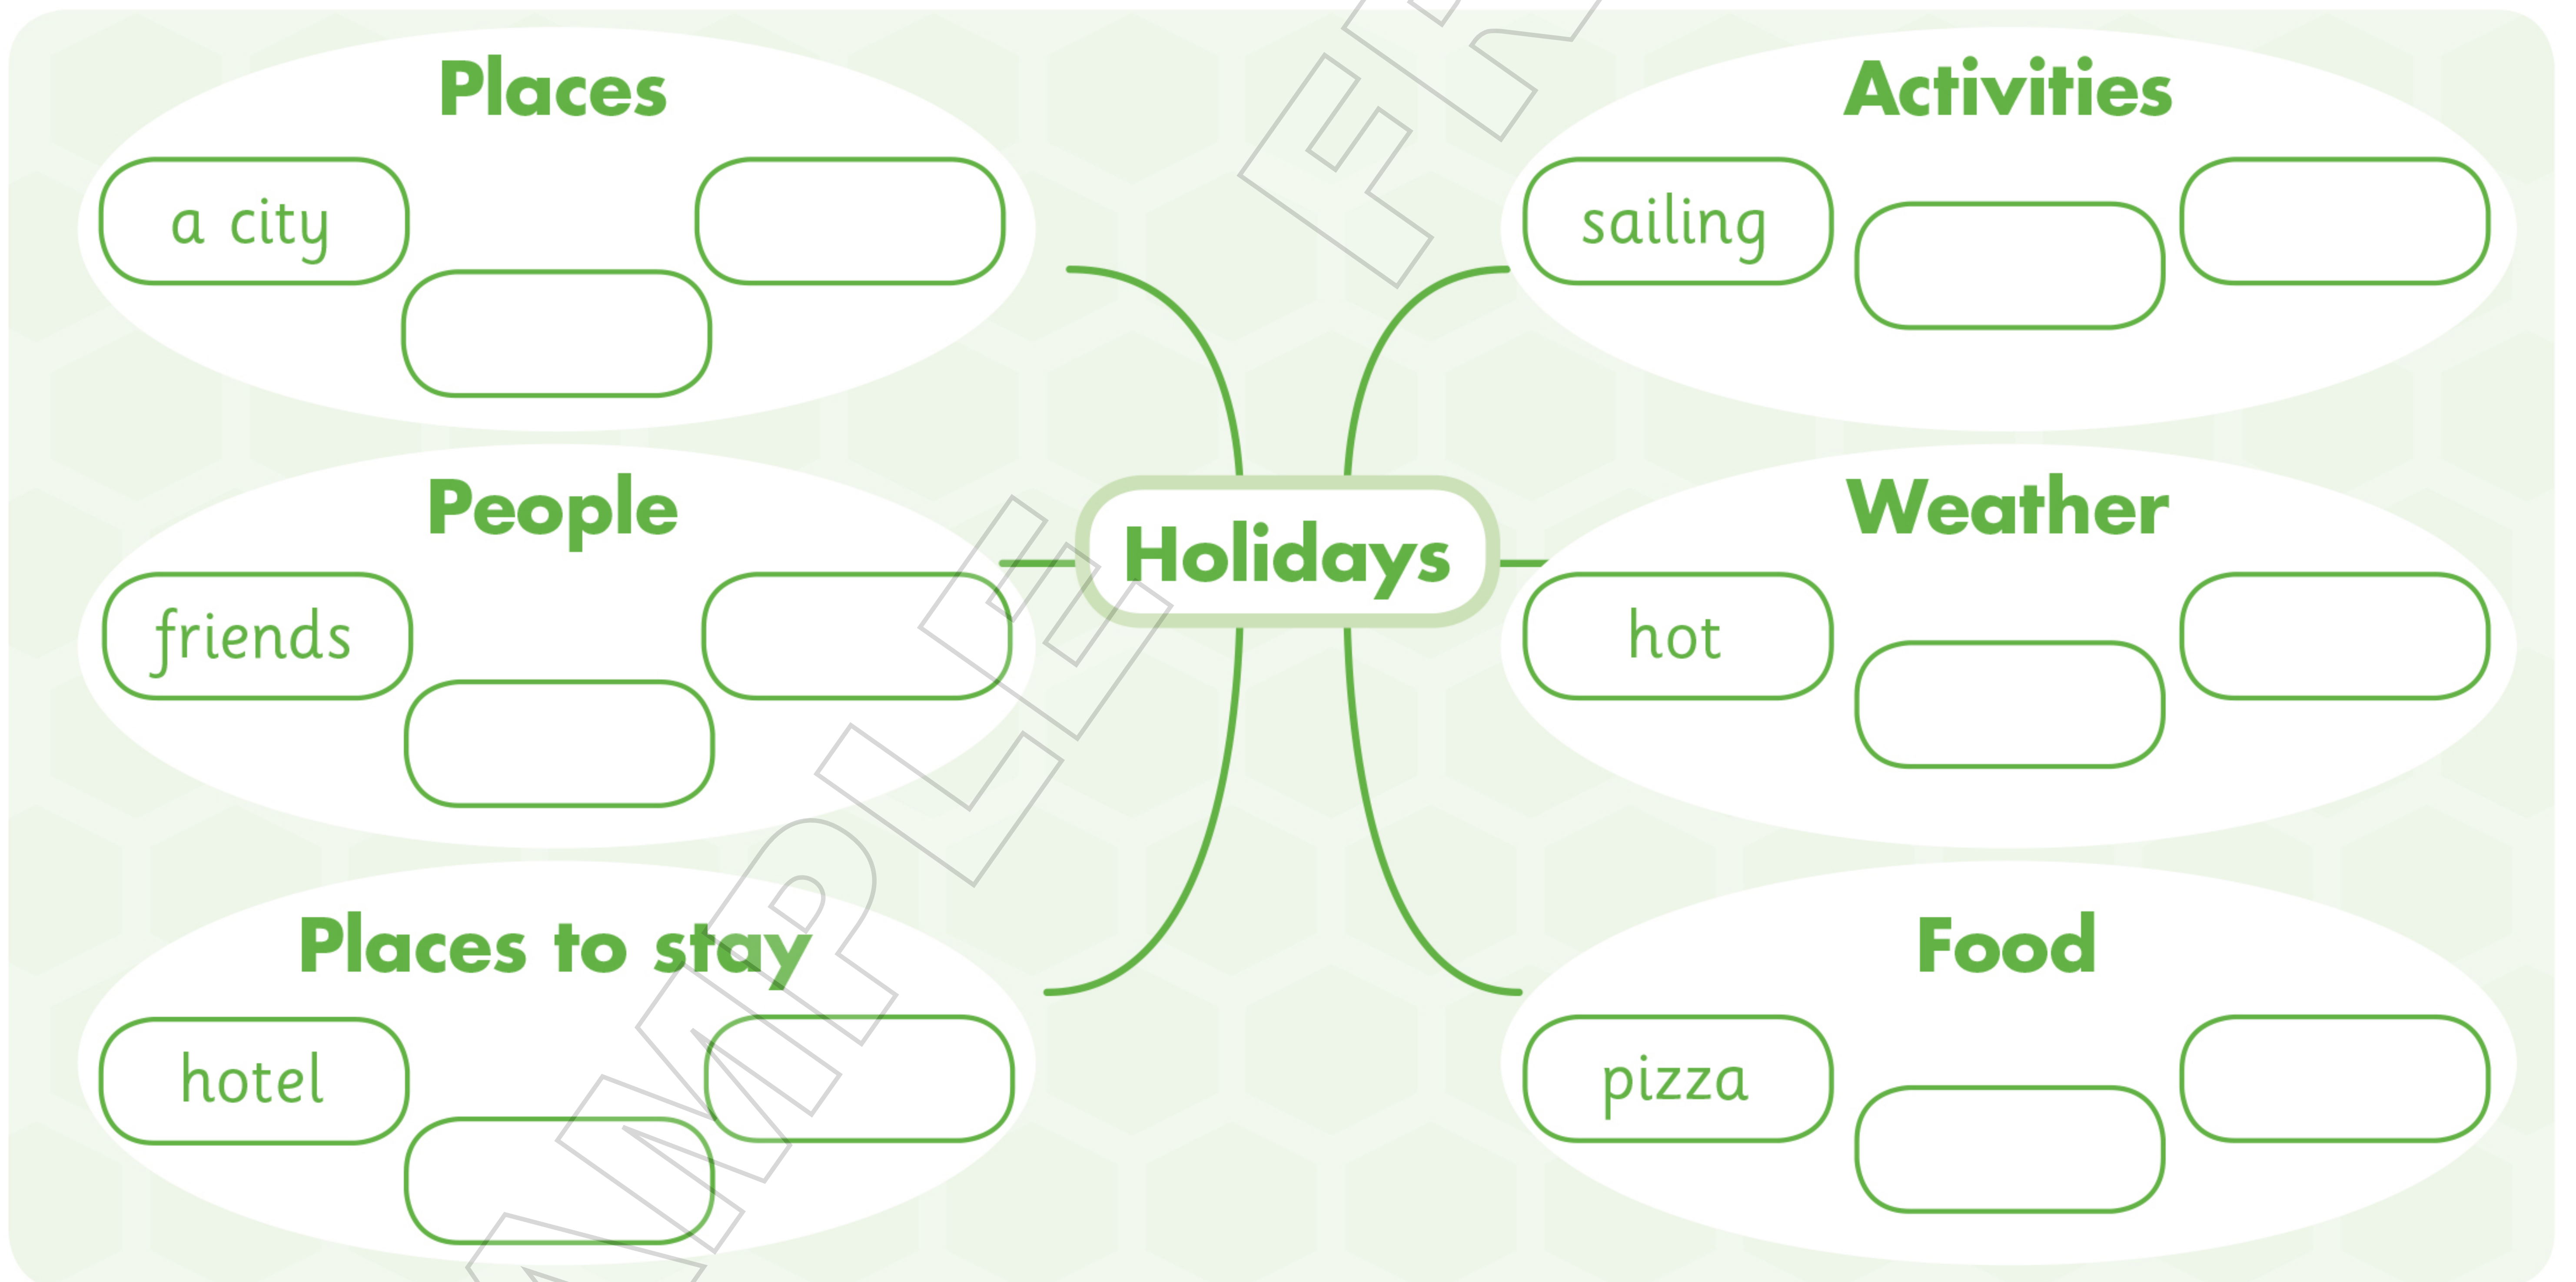 Places
a city
Activities
sailing
People
friends
Holidays
Weather
hot
Places to stay
hotel
Food
pizza